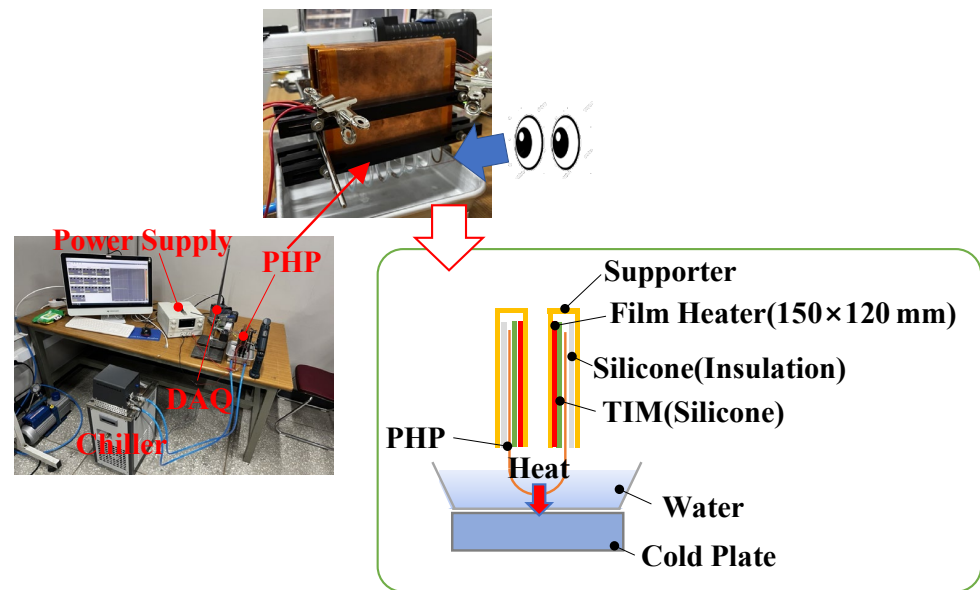 Power Supply
PHP
DAQ
Chiller
Supporter
Film Heater(150×120 mm)
Silicone(Insulation)
TIM(Silicone)
PHP
Heat
Water
Cold Plate